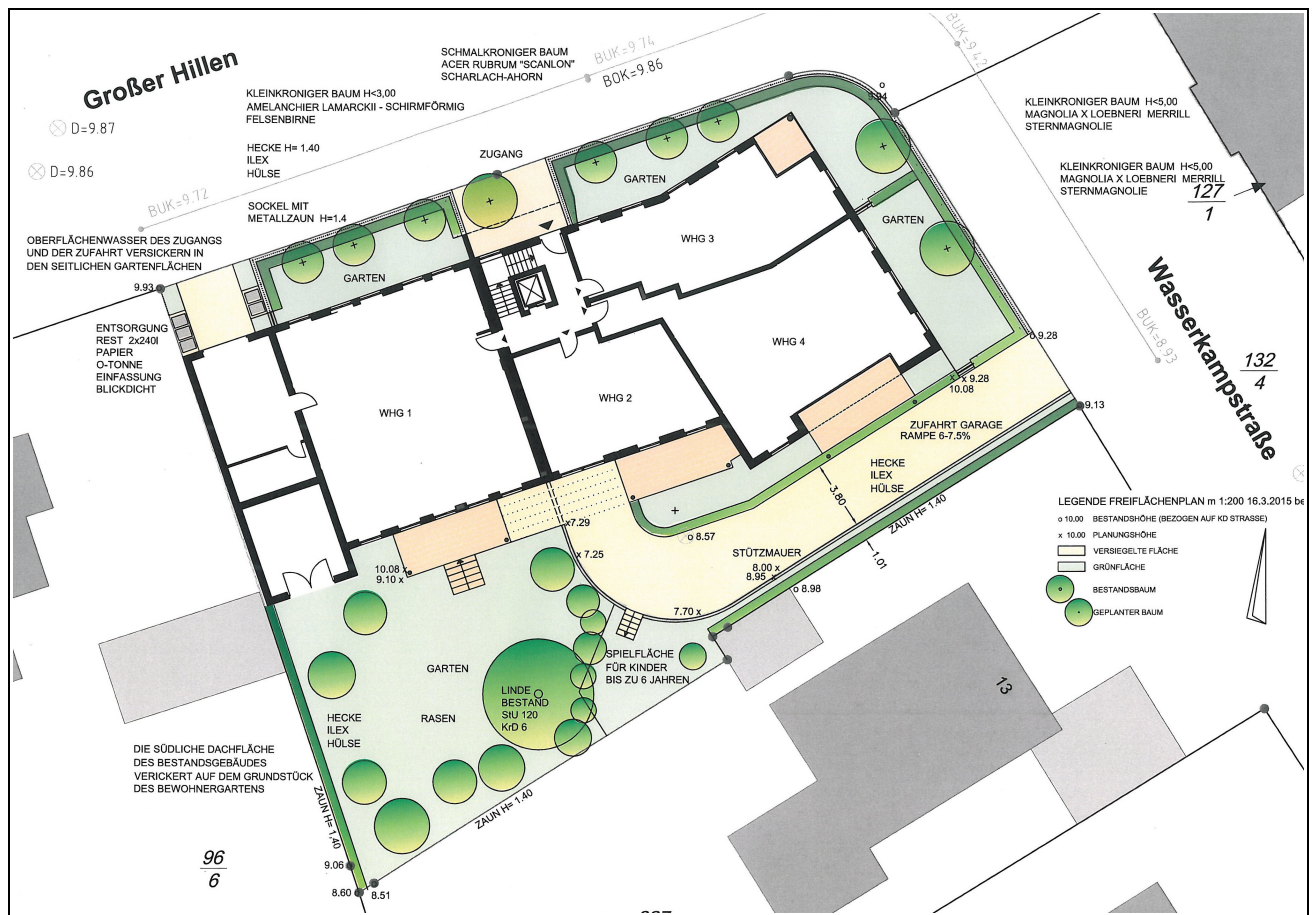 Großer Hillen
D=9.87
D=9.86
BUK=9.72
SCHMALKRONIGER BAUM
ACER RUBRUM "SCANLON"
SCHARLACH-AHORN
BUK=9.74
BOK=9.86
BUK=9.42
KLEINKRONIGER BAUM H<3,00
AMELANCHIER LAMARCKII - SCHIRMFÖRMIG
FELSENBIRNE
HECKE H= 1.40
ILEX
HÜLSE
SOCKEL MIT
METALLZAUN H=1.4
ZUGANG
9.94
KLEINKRONIGER BAUM H<5,00
MAGNOLIA X LOEBNERI MERRILL
STERNMAGNOLIE
KLEINKRONIGER BAUM H<5,00
MAGNOLIA X LOEBNERI MERRILL
STERNMAGNOLIE
127
1
OBERFLÄCHENWASSER DES ZUGANGS
UND DER ZUFAHRT VERSICKERN IN
DEN SEITLICHEN GARTENFLÄCHEN
9.93
ENTSORGUNG
REST 2x240l
PAPIER
O-TONNE
EINFASSUNG
BLICKDICHT
GARTEN
GARTEN
GARTEN
WHG 3
WHG 4
WHG 1
WHG 2
Wasserkampstraße
BUK=8.93
132
4
o 9.28
x 9.28
10.08
9.13
ZUFAHRT GARAGE
RAMPE 6-7.5%
HECKE
ILEX
HÜLSE
3.80
1.01
ZAUN H= 1.40
LEGENDE FREIFLÄCHENPLAN m 1:200 16.3.2015 be
o 10.00 BESTANDSHÖHE (BEZOGEN AUF KD STRASSE)
x 10.00 PLANUNGSHÖHE
VERSIEGELTE FLÄCHE
GRÜNFLÄCHE
BESTANDSBAUM
GEPLANTER BAUM
x7.29
x 7.25
o 8.57
STÜTZMAUER
8.00 x
8.95 x
o 8.98
7.70 x
10.08 x
9.10 x
SPIELFLÄCHE
FÜR KINDER
BIS ZU 6 JAHREN
GARTEN
RASEN
LINDE
BESTAND
StU 120
KrD 6
HECKE
ILEX
HÜLSE
13
DIE SÜDLICHE DACHFLÄCHE
DES BESTANDSGEBÄUDES
VERICKERT AUF DEM GRUNDSTÜCK
DES BEWOHNERGARTENS
ZAUN H= 1,40
ZAUN H= 1.40
96
6
9.06
8.60
8.51